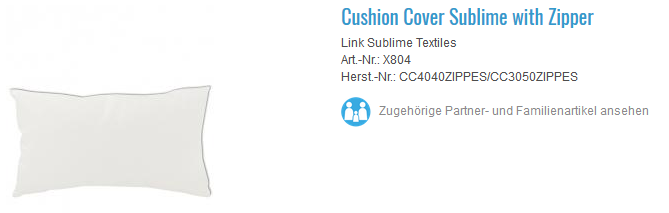 Cushion Cover Sublime with Zipper
Link Sublime Textiles
Art.-Nr.: X804
Herst.-Nr.: CC4040ZIPPES/CC3050ZIPPES
Zugehörige Partner- und Familienartikel ansehen